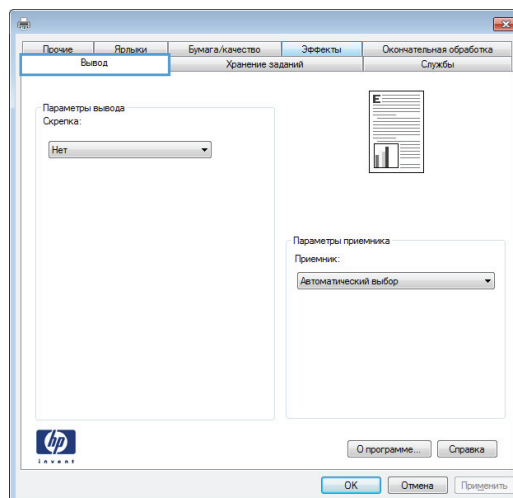 Прочие Ярлыки Бумага/качество Эффекты Окончательная обработка
Вывод Хранение заданий Службы
Параметры вывода
Скрепка:
Нет
E
Параметры приемника
Приемник:
Автоматический выбор
hp
invent
О программе... Справка
OK Отмена Применить